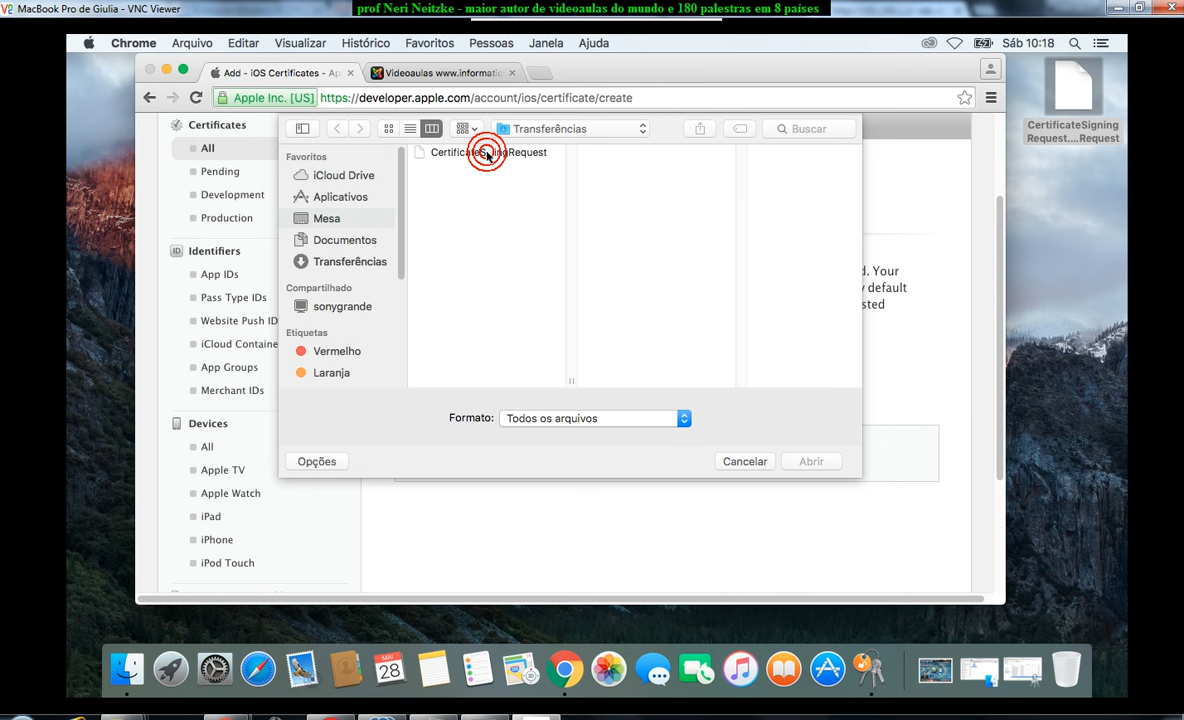 MacBook Pro de Giulia - VNC Viewer
prof Neri Neitzke - maior autor de videoaulas do mundo e 180 palestras em 8 países
Chrome Arquivo Editar Visualizar Histórico Favoritos Pessoas Janela Ajuda
Sáb 10:18
Add - iOS Certificates - Ap
Videoaulas www.informatic
Apple Inc. [US] https://developer.apple.com/account/ios/certificate/create
CertificateSigning
Request....Request
Certificates
All
Pending
Development
Production
Identifiers
App IDs
Pass Type IDs
Website Push ID
iCloud Containe
App Groups
Merchant IDs
Devices
All
Apple TV
Apple Watch
iPad
iPhone
iPod Touch
Transferências
Buscar
Favoritos
iCloud Drive
Aplicativos
Mesa
Documentos
Transferências
Compartilhado
sonygrande
Etiquetas
Vermelho
Laranja
Formato: Todos os arquivos
Opções
Cancelar
Abrir
d. Your
default
sted
MAI
28